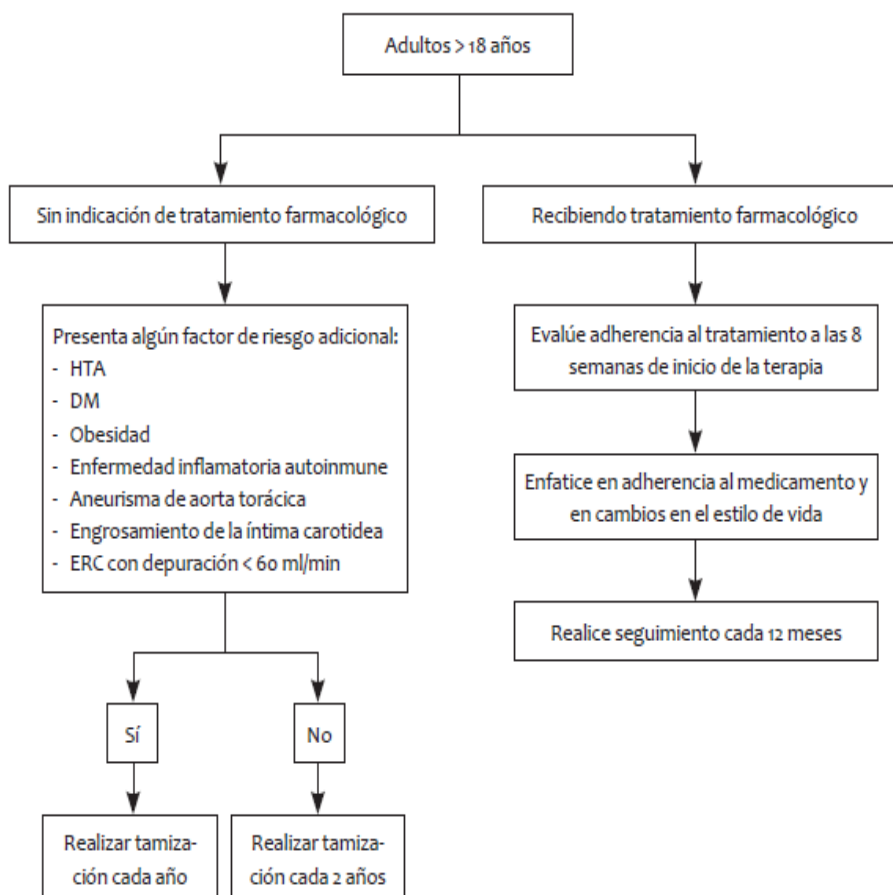 Adultos > 18 años
Sin indicación de tratamiento farmacológico
Recibiendo tratamiento farmacológico
Presenta algún factor de riesgo adicional:
- HTA
- DM
- Obesidad
- Enfermedad inflamatoria autoinmune
- Aneurisma de aorta torácica
- Engrosamiento de la íntima carotidea
- ERC con depuración < 60 ml/min
Evalúe adherencia al tratamiento a las 8
semanas de inicio de la terapia
Enfatice en adherencia al medicamento y
en cambios en el estilo de vida
Realice seguimiento cada 12 meses
Sí
No
Realizar tamiza-
ción cada año
Realizar tamiza-
ción cada 2 años